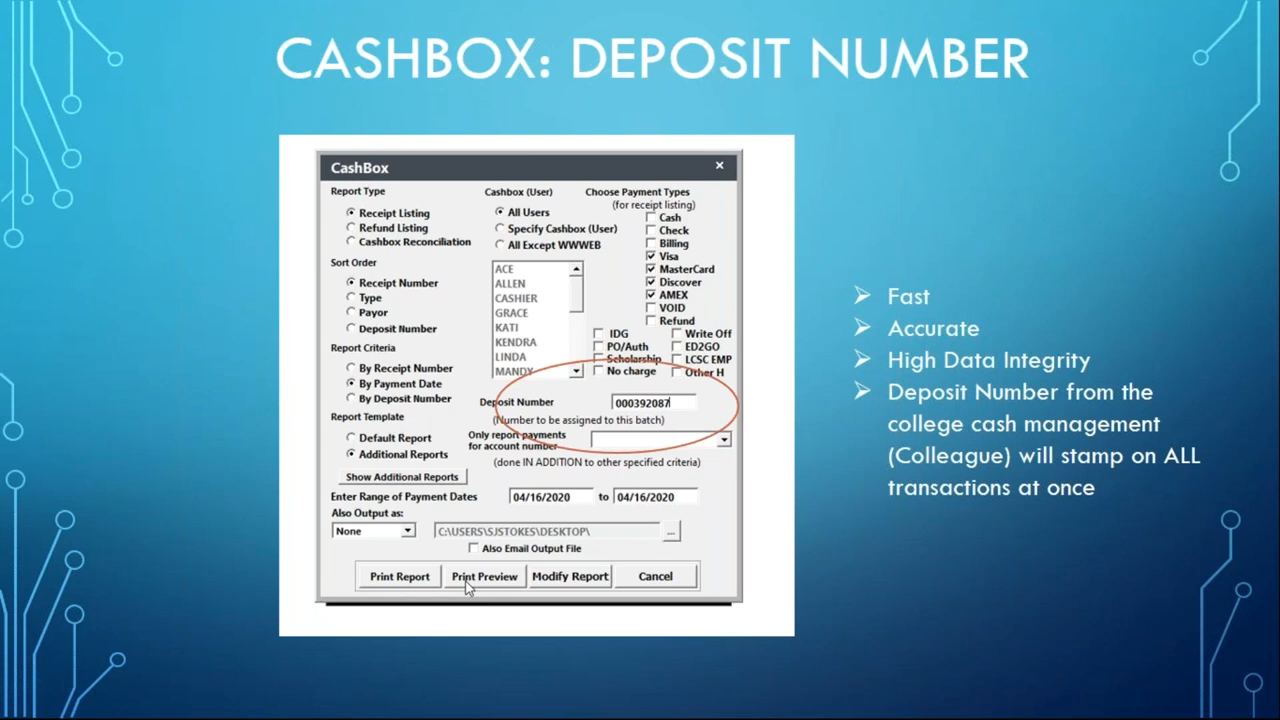 CASHBOX: DEPOSIT NUMBER
CashBox
Report Type
Receipt Listing
Refund Listing
Cashbox Reconciliation
Sort Order
Receipt Number
Type
Payor
Deposit Number
Report Criteria
By Receipt Number
By Payment Date
By Deposit Number
Report Template
Default Report
Additional Reports
Show Additional Reports
Cashbox (User)
All Users
Specify Cashbox (User)
All Except WWWEB
ACE
ALLEN
CASHIER
GRACE
KATI
KENDRA
LINDA
MANDY
Choose Payment Types
(for receipt listing)
Cash
Check
Billing
Visa
MasterCard
Discover
AMEX
VOID
Refund
IDG Write Off
PO/Auth ED2GO
Scholarship LCSC EMP
No charge Other H
Deposit Number 000392087
(Number to be assigned to this batch)
Only report payments
for account number
(done IN ADDITION to other specified criteria)
Enter Range of Payment Dates 04/16/2020 to 04/16/2020
Also Output as:
None C:\USERS\SJSTOKES\DESKTOP\ ...
Also Email Output File
Print Report Print Preview Modify Report Cancel
Fast
Accurate
High Data Integrity
Deposit Number from the
college cash management
(Colleague) will stamp on ALL
transactions at once